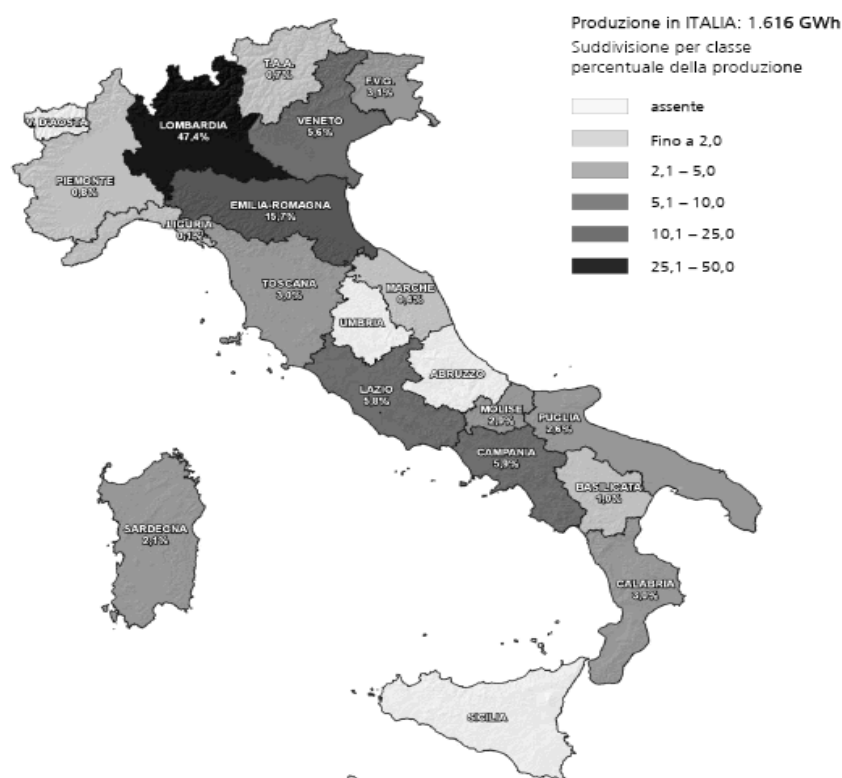 Produzione in ITALIA: 1.616 GWh
Suddivisione per classe
percentuale della produzione
assente
Fino a 2,0
2,1 – 5,0
5,1 – 10,0
10,1 – 25,0
25,1 – 50,0
T.A.A.
0,7%
F.V.G.
3,1%
V. D'AOSTA
LOMBARDIA
47,4%
VENETO
5,6%
PIEMONTE
0,8%
EMILIA-ROMAGNA
15,7%
LIGURIA
0,1%
TOSCANA
MARCHE
UMBRIA
ABRUZZO
LAZIO
5,8%
MOLISE
PUGLIA
2,6%
CAMPANIA
5,9%
BASILICATA
1,0%
SARDEGNA
2,1%
CALABRIA
SICILIA